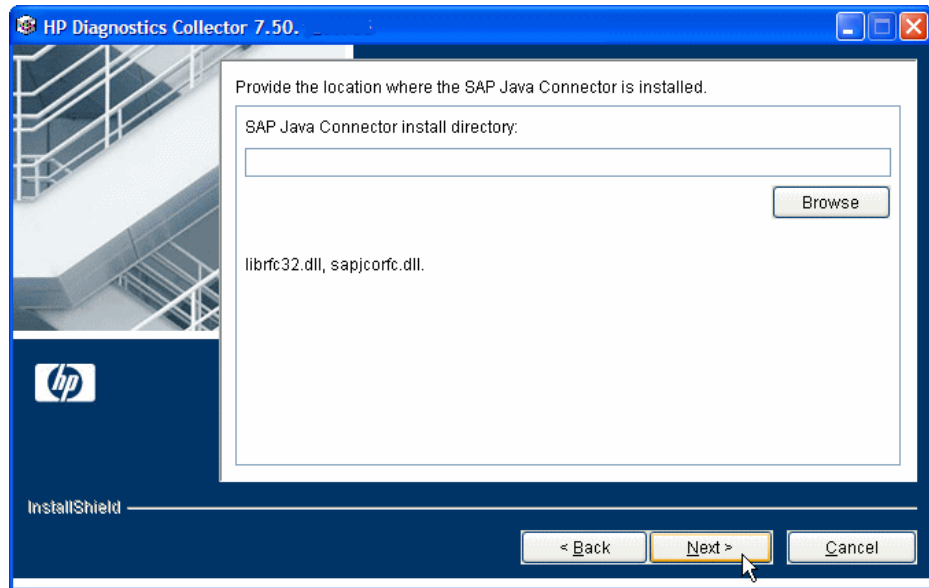 HP Diagnostics Collector 7.50.
Provide the location where the SAP Java Connector is installed.
SAP Java Connector install directory:
Browse
librfc32.dll, sapjcorfc.dll.
hp
InstallShield
< Back
Next >
Cancel